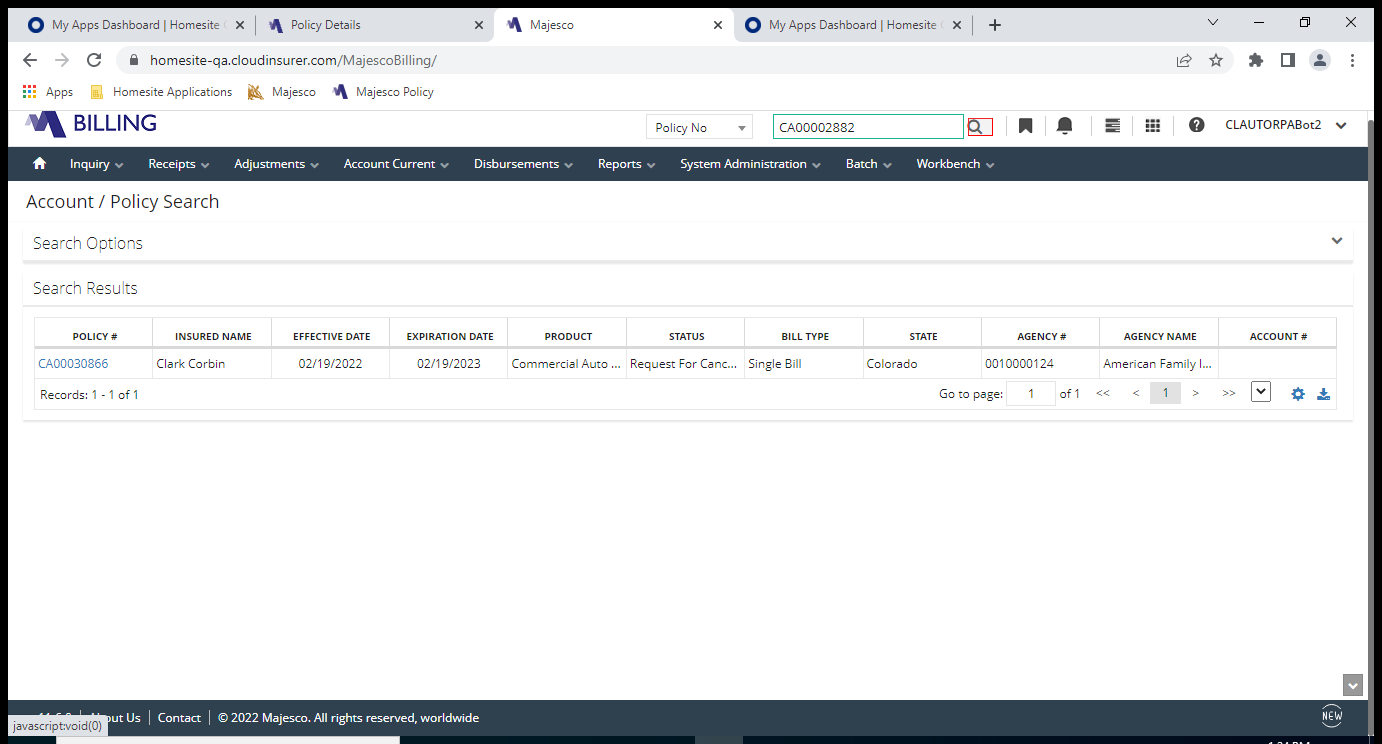 My Apps Dashboard | Homesite
Policy Details
Majesco
My Apps Dashboard | Homesite
homesite-qa.cloudinsurer.com/MajescoBilling/
Apps
Homesite Applications
Majesco
Majesco Policy
BILLING
Policy No
CA00002882
CLAUTORPABot2
Inquiry
Receipts
Adjustments
Account Current
Disbursements
Reports
System Administration
Batch
Workbench
Account / Policy Search
Search Options
Search Results
POLICY # INSURED NAME EFFECTIVE DATE EXPIRATION DATE PRODUCT STATUS BILL TYPE STATE AGENCY # AGENCY NAME ACCOUNT #
CA00030866 Clark Corbin 02/19/2022 02/19/2023 Commercial Auto ... Request For Canc... Single Bill Colorado 0010000124 American Family I...
Records: 1 - 1 of 1
Go to page: 1 of 1 << < 1 > >>
out Us | Contact | © 2022 Majesco. All rights reserved, worldwide
NEW
javascript:void(0)